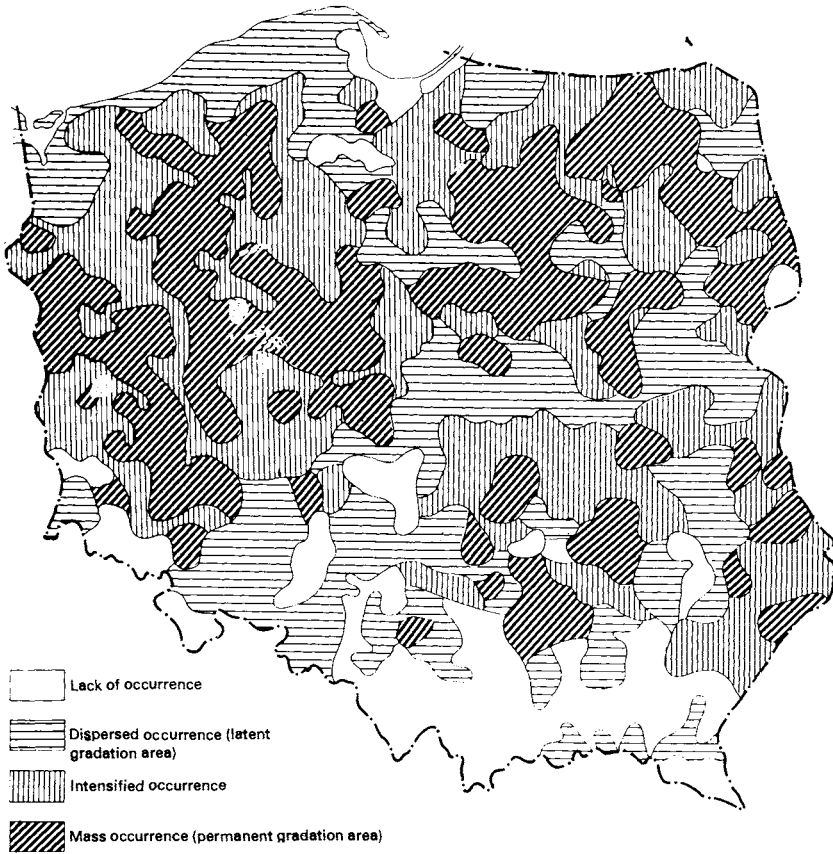 Lack of occurrence
Dispersed occurrence (latent
gradation area)
Intensified occurrence
Mass occurrence (permanent gradation area)